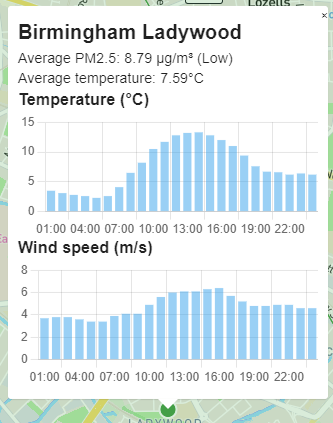 Lozells
×
Birmingham Ladywood
Average PM2.5: 8.79 µg/m³ (Low)
Average temperature: 7.59°C
Temperature (°C)
15
10
5
0
01:00 04:00 07:00 10:00 13:00 16:00 19:00 22:00
Wind speed (m/s)
8
6
4
2
0
01:00 04:00 07:00 10:00 13:00 16:00 19:00 22:00
LADYWOOD